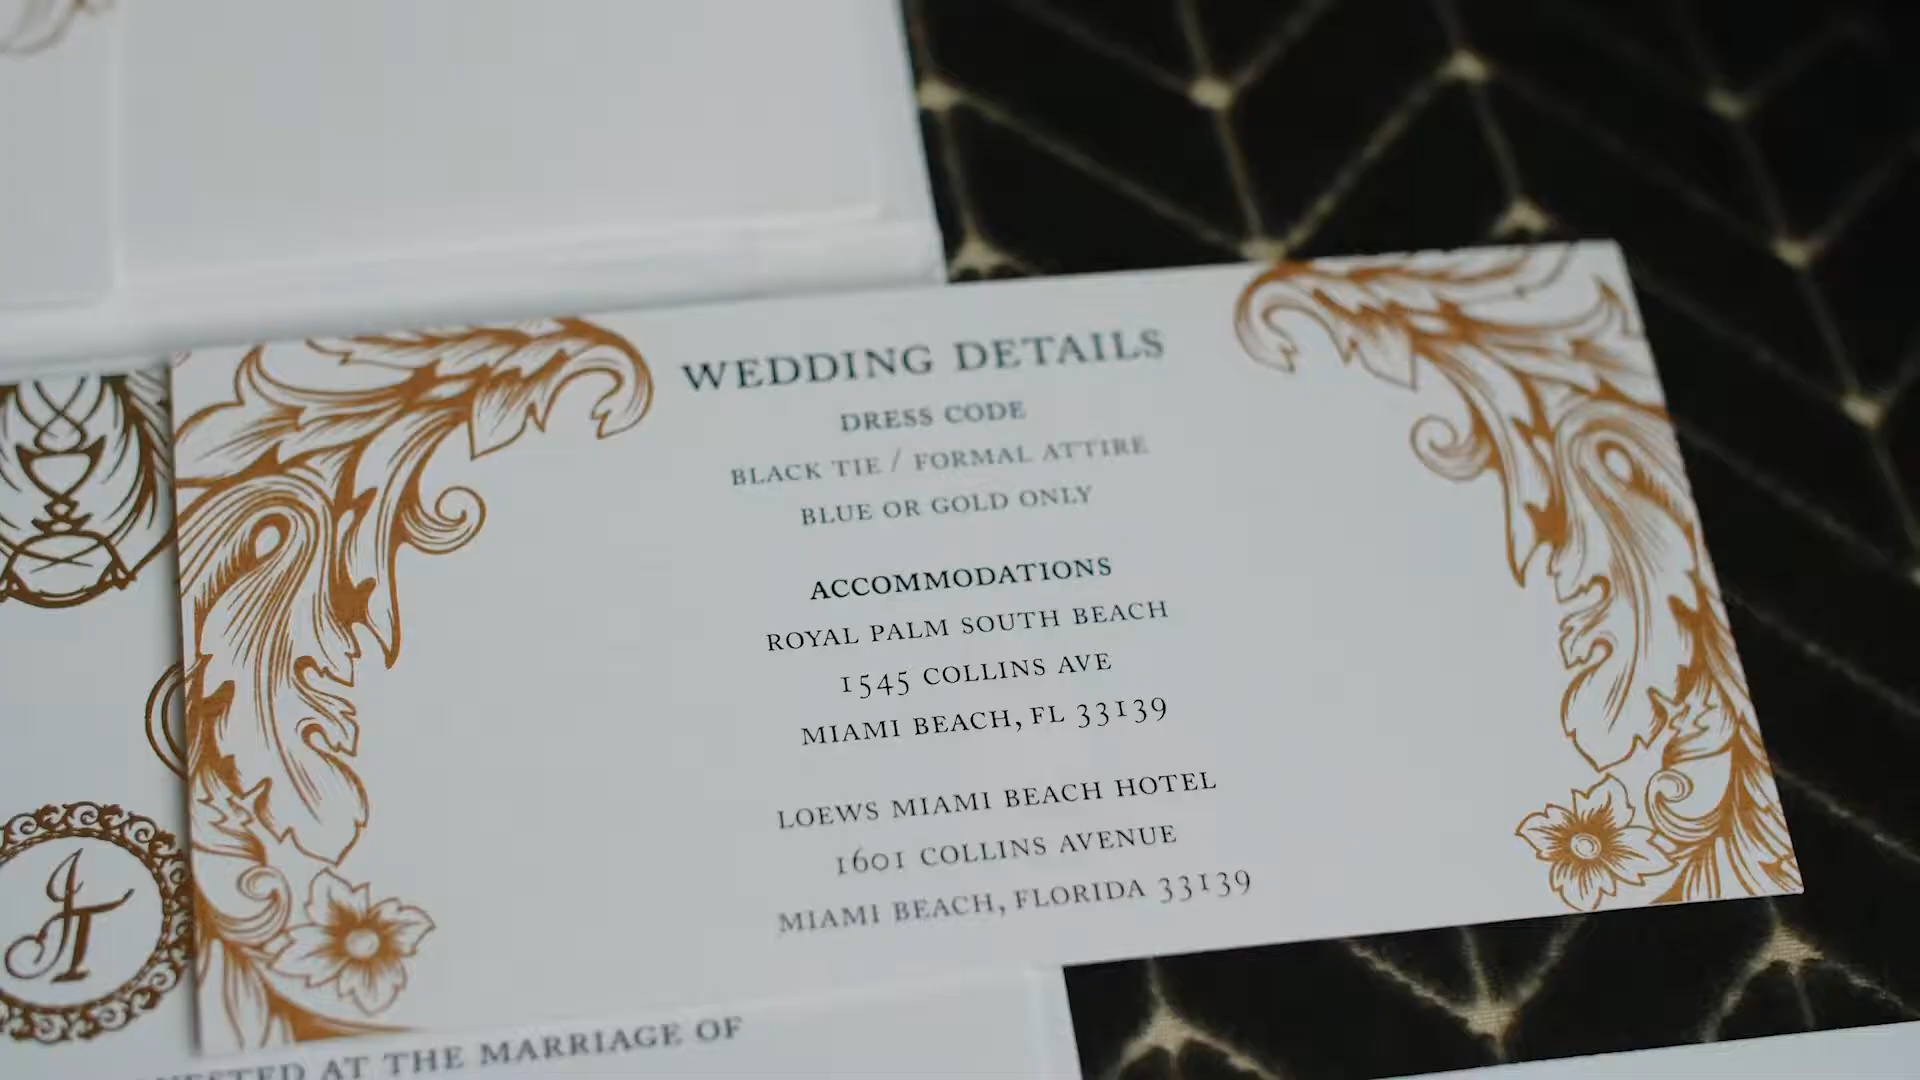 WEDDING DETAILS
DRESS CODE
BLACK TIE / FORMAL ATTIRE
BLUE OR GOLD ONLY
ACCOMMODATIONS
ROYAL PALM SOUTH BEACH
1545 COLLINS AVE
MIAMI BEACH, FL 33139
LOEWS MIAMI BEACH HOTEL
1601 COLLINS AVENUE
MIAMI BEACH, FLORIDA 33139
JT
AT THE MARRIAGE OF